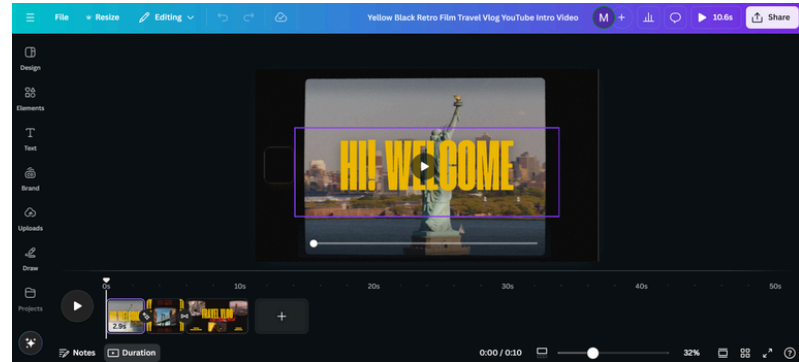 File Resize Editing Yellow Black Retro Film Travel Vlog YouTube Intro Video M 10.6s Share
Design
Elements
Text
Brand
Uploads
Draw
Projects
HI! WELCOME
0s 10s 20s 30s 40s 50s
2.9s
TRAVEL VLOG
Notes Duration 0:00 / 0:10 32%